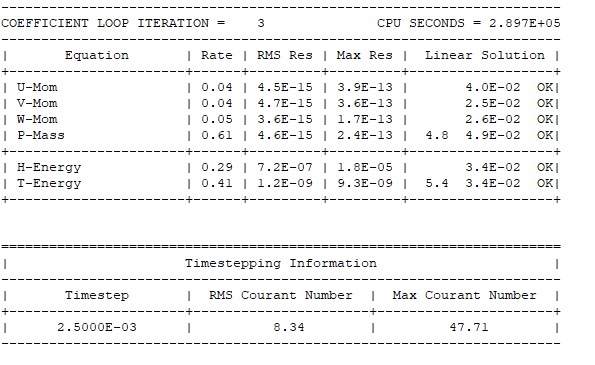 COEFFICIENT LOOP ITERATION =    3              CPU SECONDS = 2.897E+05
|       Equation       | Rate | RMS Res | Max Res |  Linear Solution |
| U-Mom                | 0.04 | 4.5E-15 | 3.9E-13 |       4.0E-02  OK|
| V-Mom                | 0.04 | 4.7E-15 | 3.6E-13 |       2.5E-02  OK|
| W-Mom                | 0.05 | 3.6E-15 | 1.7E-13 |       2.6E-02  OK|
| P-Mass               | 0.61 | 4.6E-15 | 2.4E-13 |  4.8  4.9E-02  OK|
| H-Energy             | 0.29 | 7.2E-07 | 1.8E-05 |       3.4E-02  OK|
| T-Energy             | 0.41 | 1.2E-09 | 9.3E-09 |  5.4  3.4E-02  OK|
|                      Timestepping Information                      |
|       Timestep       |  RMS Courant Number  |  Max Courant Number  |
|      2.5000E-03      |          8.34        |         47.71        |